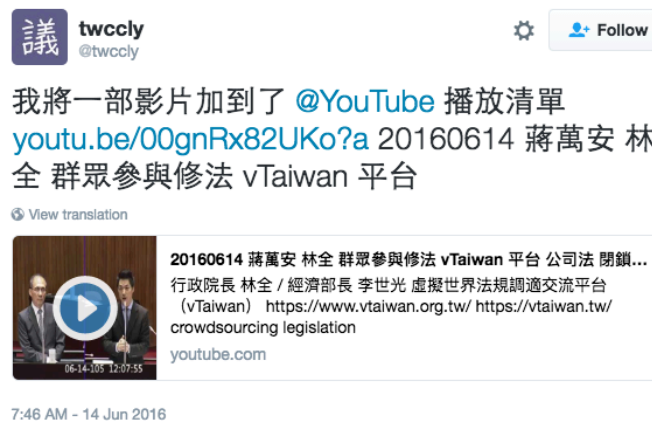 議
twccly
@twccly
Follow
我將一部影片加到了 @YouTube 播放清單
youtu.be/00gnRx82UKo?a 20160614 蔣萬安 林
全 群眾參與修法 vTaiwan 平台
View translation
20160614 蔣萬安 林全 群眾參與修法 vTaiwan 平台 公司法 閉鎖...
行政院長 林全 / 經濟部長 李世光 虛擬世界法規調適交流平台
（vTaiwan） https://www.vtaiwan.org.tw/ https://vtaiwan.tw/
crowdsourcing legislation
youtube.com
06-14-105 12:07:55
7:46 AM - 14 Jun 2016